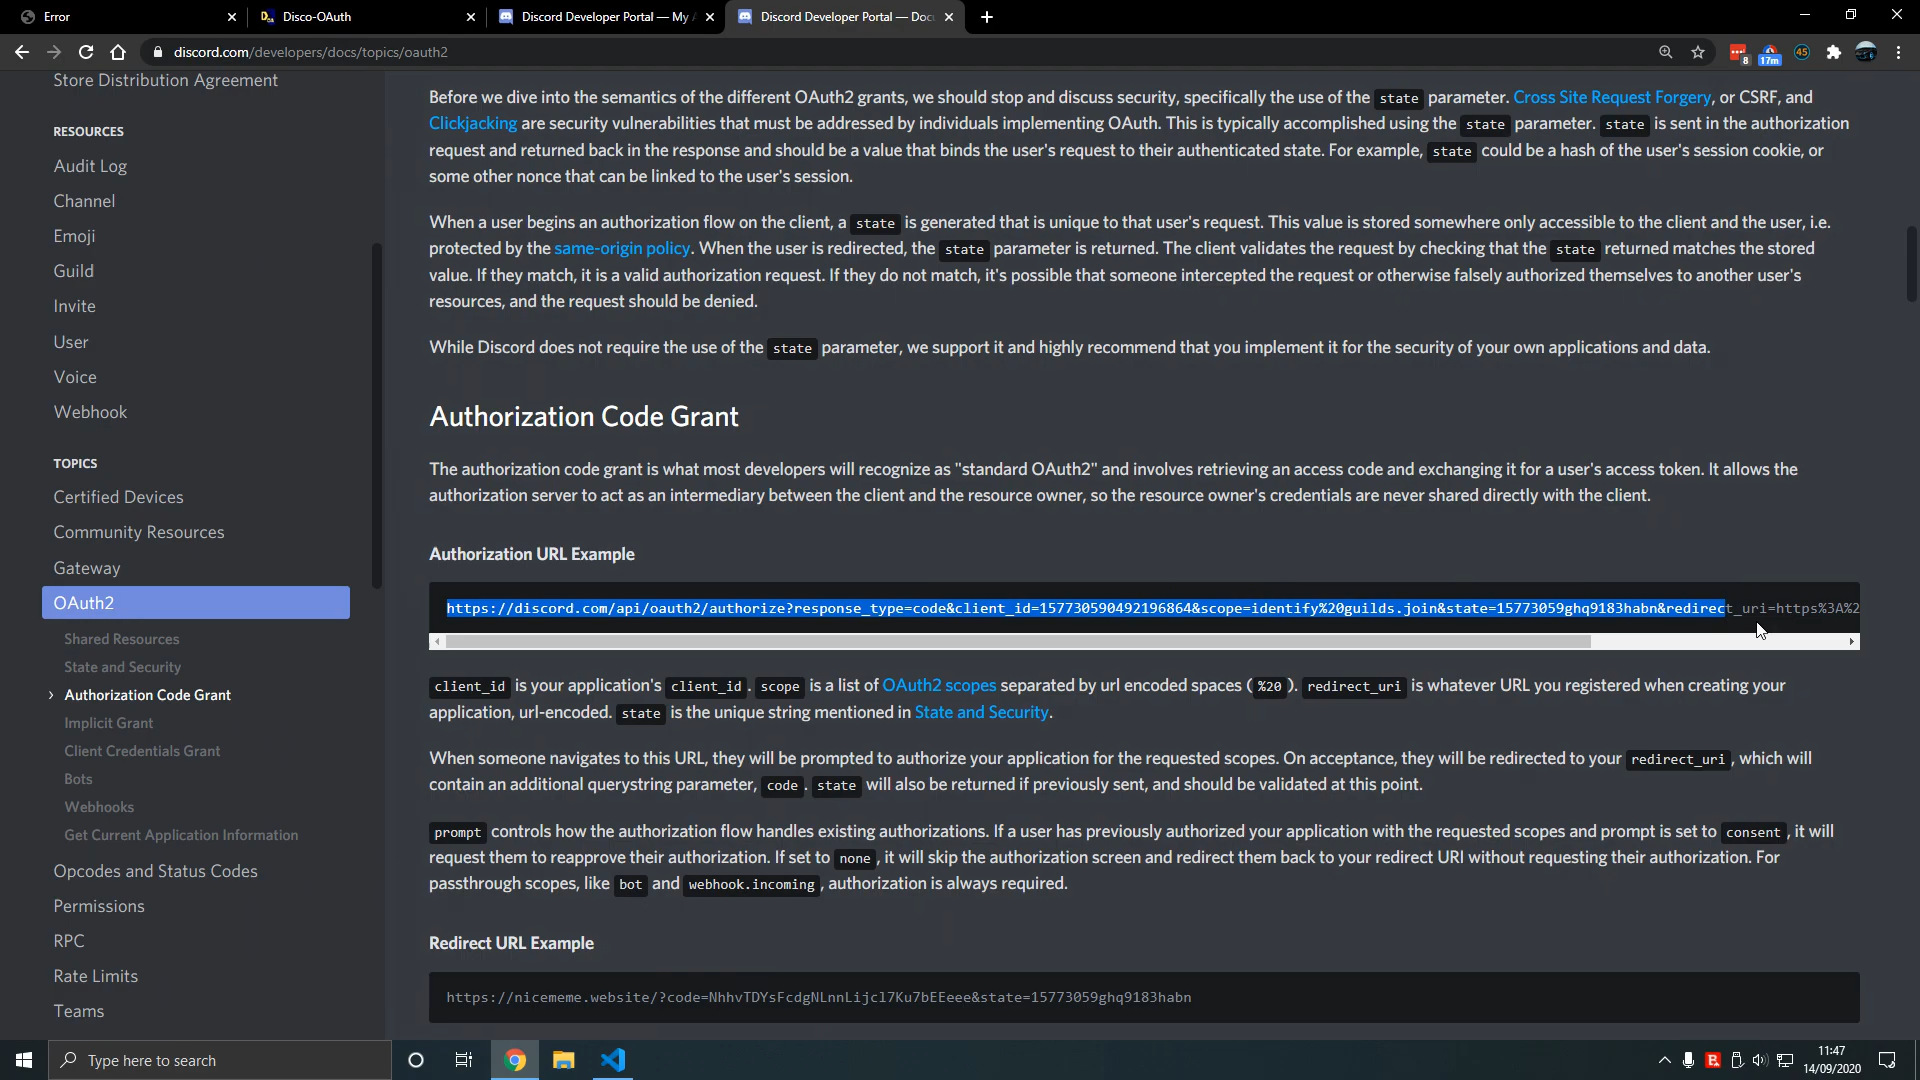 Error
Disco-OAuth
Discord Developer Portal — My
Discord Developer Portal — Doc
discord.com/developers/docs/topics/oauth2
8
17m
45
Store Distribution Agreement
RESOURCES
Audit Log
Channel
Emoji
Guild
Invite
User
Voice
Webhook
TOPICS
Certified Devices
Community Resources
Gateway
OAuth2
Shared Resources
State and Security
Authorization Code Grant
Implicit Grant
Client Credentials Grant
Bots
Webhooks
Get Current Application Information
Opcodes and Status Codes
Permissions
RPC
Rate Limits
Teams
Before we dive into the semantics of the different OAuth2 grants, we should stop and discuss security, specifically the use of the state parameter. Cross Site Request Forgery, or CSRF, and
Clickjacking are security vulnerabilities that must be addressed by individuals implementing OAuth. This is typically accomplished using the state parameter. state is sent in the authorization
request and returned back in the response and should be a value that binds the user's request to their authenticated state. For example, state could be a hash of the user's session cookie, or
some other nonce that can be linked to the user's session.
When a user begins an authorization flow on the client, a state is generated that is unique to that user's request. This value is stored somewhere only accessible to the client and the user, i.e.
protected by the same-origin policy. When the user is redirected, the state parameter is returned. The client validates the request by checking that the state returned matches the stored
value. If they match, it is a valid authorization request. If they do not match, it's possible that someone intercepted the request or otherwise falsely authorized themselves to another user's
resources, and the request should be denied.
While Discord does not require the use of the state parameter, we support it and highly recommend that you implement it for the security of your own applications and data.
Authorization Code Grant
The authorization code grant is what most developers will recognize as "standard OAuth2" and involves retrieving an access code and exchanging it for a user's access token. It allows the
authorization server to act as an intermediary between the client and the resource owner, so the resource owner's credentials are never shared directly with the client.
Authorization URL Example
https://discord.com/api/oauth2/authorize?response_type=code&client_id=157730590492196864&scope=identify%20guilds.join&state=15773059ghq9183habn&redirect_uri=https%3A%2
client_id is your application's client_id. scope is a list of OAuth2 scopes separated by url encoded spaces (%20). redirect_uri is whatever URL you registered when creating your
application, url-encoded. state is the unique string mentioned in State and Security.
When someone navigates to this URL, they will be prompted to authorize your application for the requested scopes. On acceptance, they will be redirected to your redirect_uri, which will
contain an additional querystring parameter, code. state will also be returned if previously sent, and should be validated at this point.
prompt controls how the authorization flow handles existing authorizations. If a user has previously authorized your application with the requested scopes and prompt is set to consent, it will
request them to reapprove their authorization. If set to none, it will skip the authorization screen and redirect them back to your redirect URI without requesting their authorization. For
passthrough scopes, like bot and webhook.incoming, authorization is always required.
Redirect URL Example
https://nicememe.website/?code=NhhvTDYsFcdgNLnnLijcl7Ku7bEEeee&state=15773059ghq9183habn
Type here to search
11:47
14/09/2020